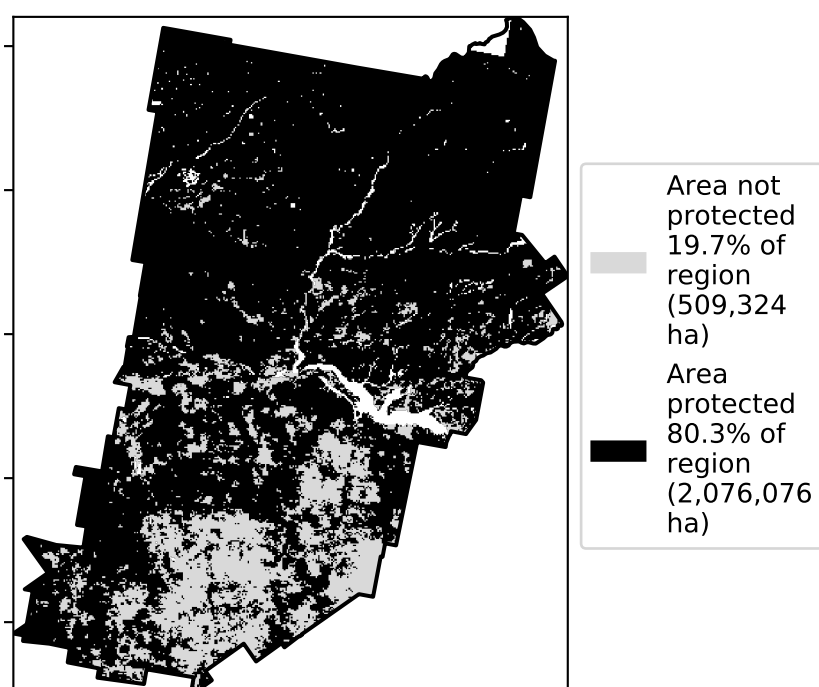 Area not
protected
19.7% of
region
(509,324
ha)
Area
protected
80.3% of
region
(2,076,076
ha)